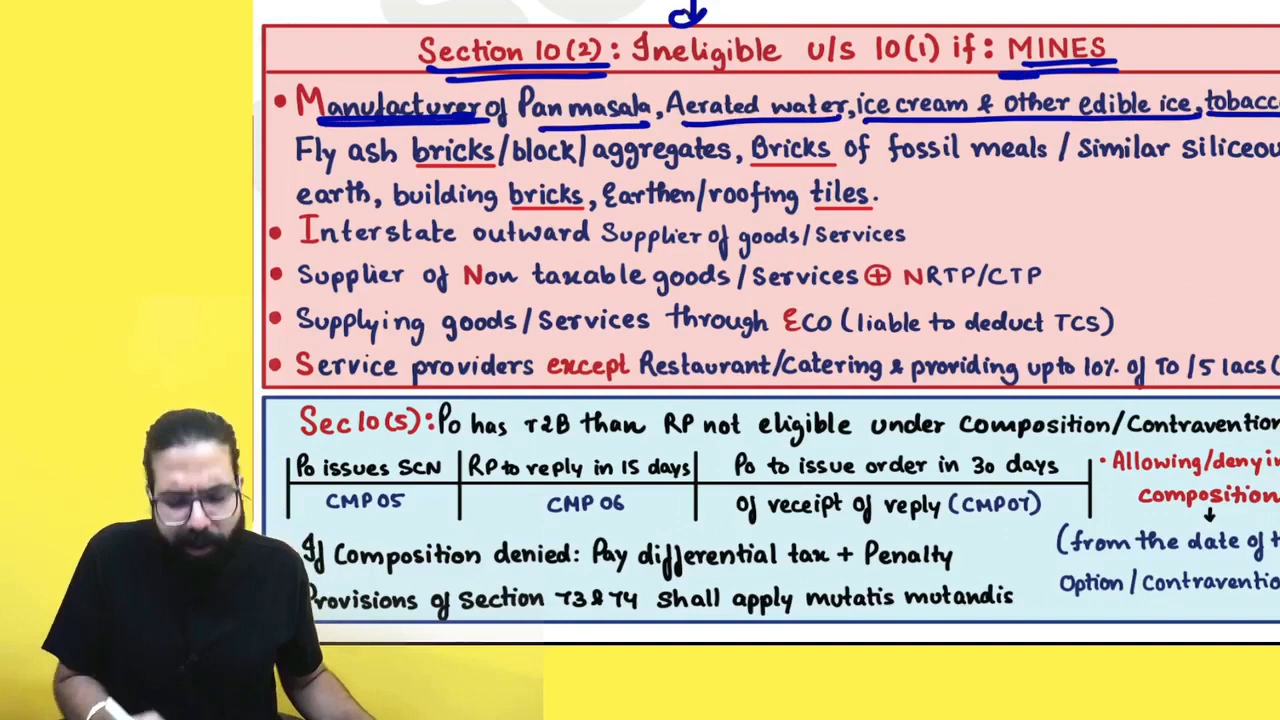 Section 10(2): Ineligible u/s 10(1) if: MINES
• Manufacturer of Pan masala, Aerated water, ice cream & other edible ice, tobacc
Fly ash bricks/block/aggregates, Bricks of fossil meals / similar siliceou
earth, building bricks, Earthen/roofing tiles.
• Interstate outward Supplier of goods/Services
• Supplier of Non taxable goods/Services ⊕ NRTP/CTP
• Supplying goods/Services through ECO (liable to deduct TCS)
• Service providers except Restaurant/Catering & providing upto 10% of TO /5 lacs (
Sec 10(5): Po has r2B than RP not eligible under composition/Contravention
Po issues SCN
RP to reply in 15 days
Po to issue order in 30 days
• Allowing/denyin
CMP 05
CMP 06
of receipt of reply (CMP07)
composition
(from the date of t
If Composition denied: Pay differential tax + Penalty
Option / Contraventio
Provisions of Section 73 & 74 Shall apply mutatis mutandis